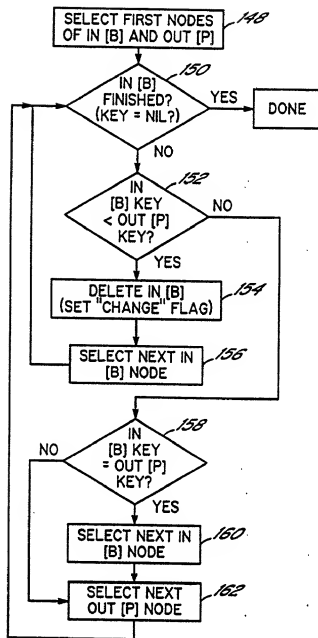 SELECT FIRST NODES
OF IN [B] AND OUT [P]
148
IN [B]
FINISHED?
(KEY = NIL?)
150
YES
DONE
NO
IN
[B] KEY
< OUT [P]
KEY?
152
NO
YES
DELETE IN [B]
(SET "CHANGE" FLAG)
154
SELECT NEXT IN
[B] NODE
156
IN
[B] KEY
= OUT [P]
KEY?
158
NO
YES
SELECT NEXT IN
[B] NODE
160
SELECT NEXT
OUT [P] NODE
162